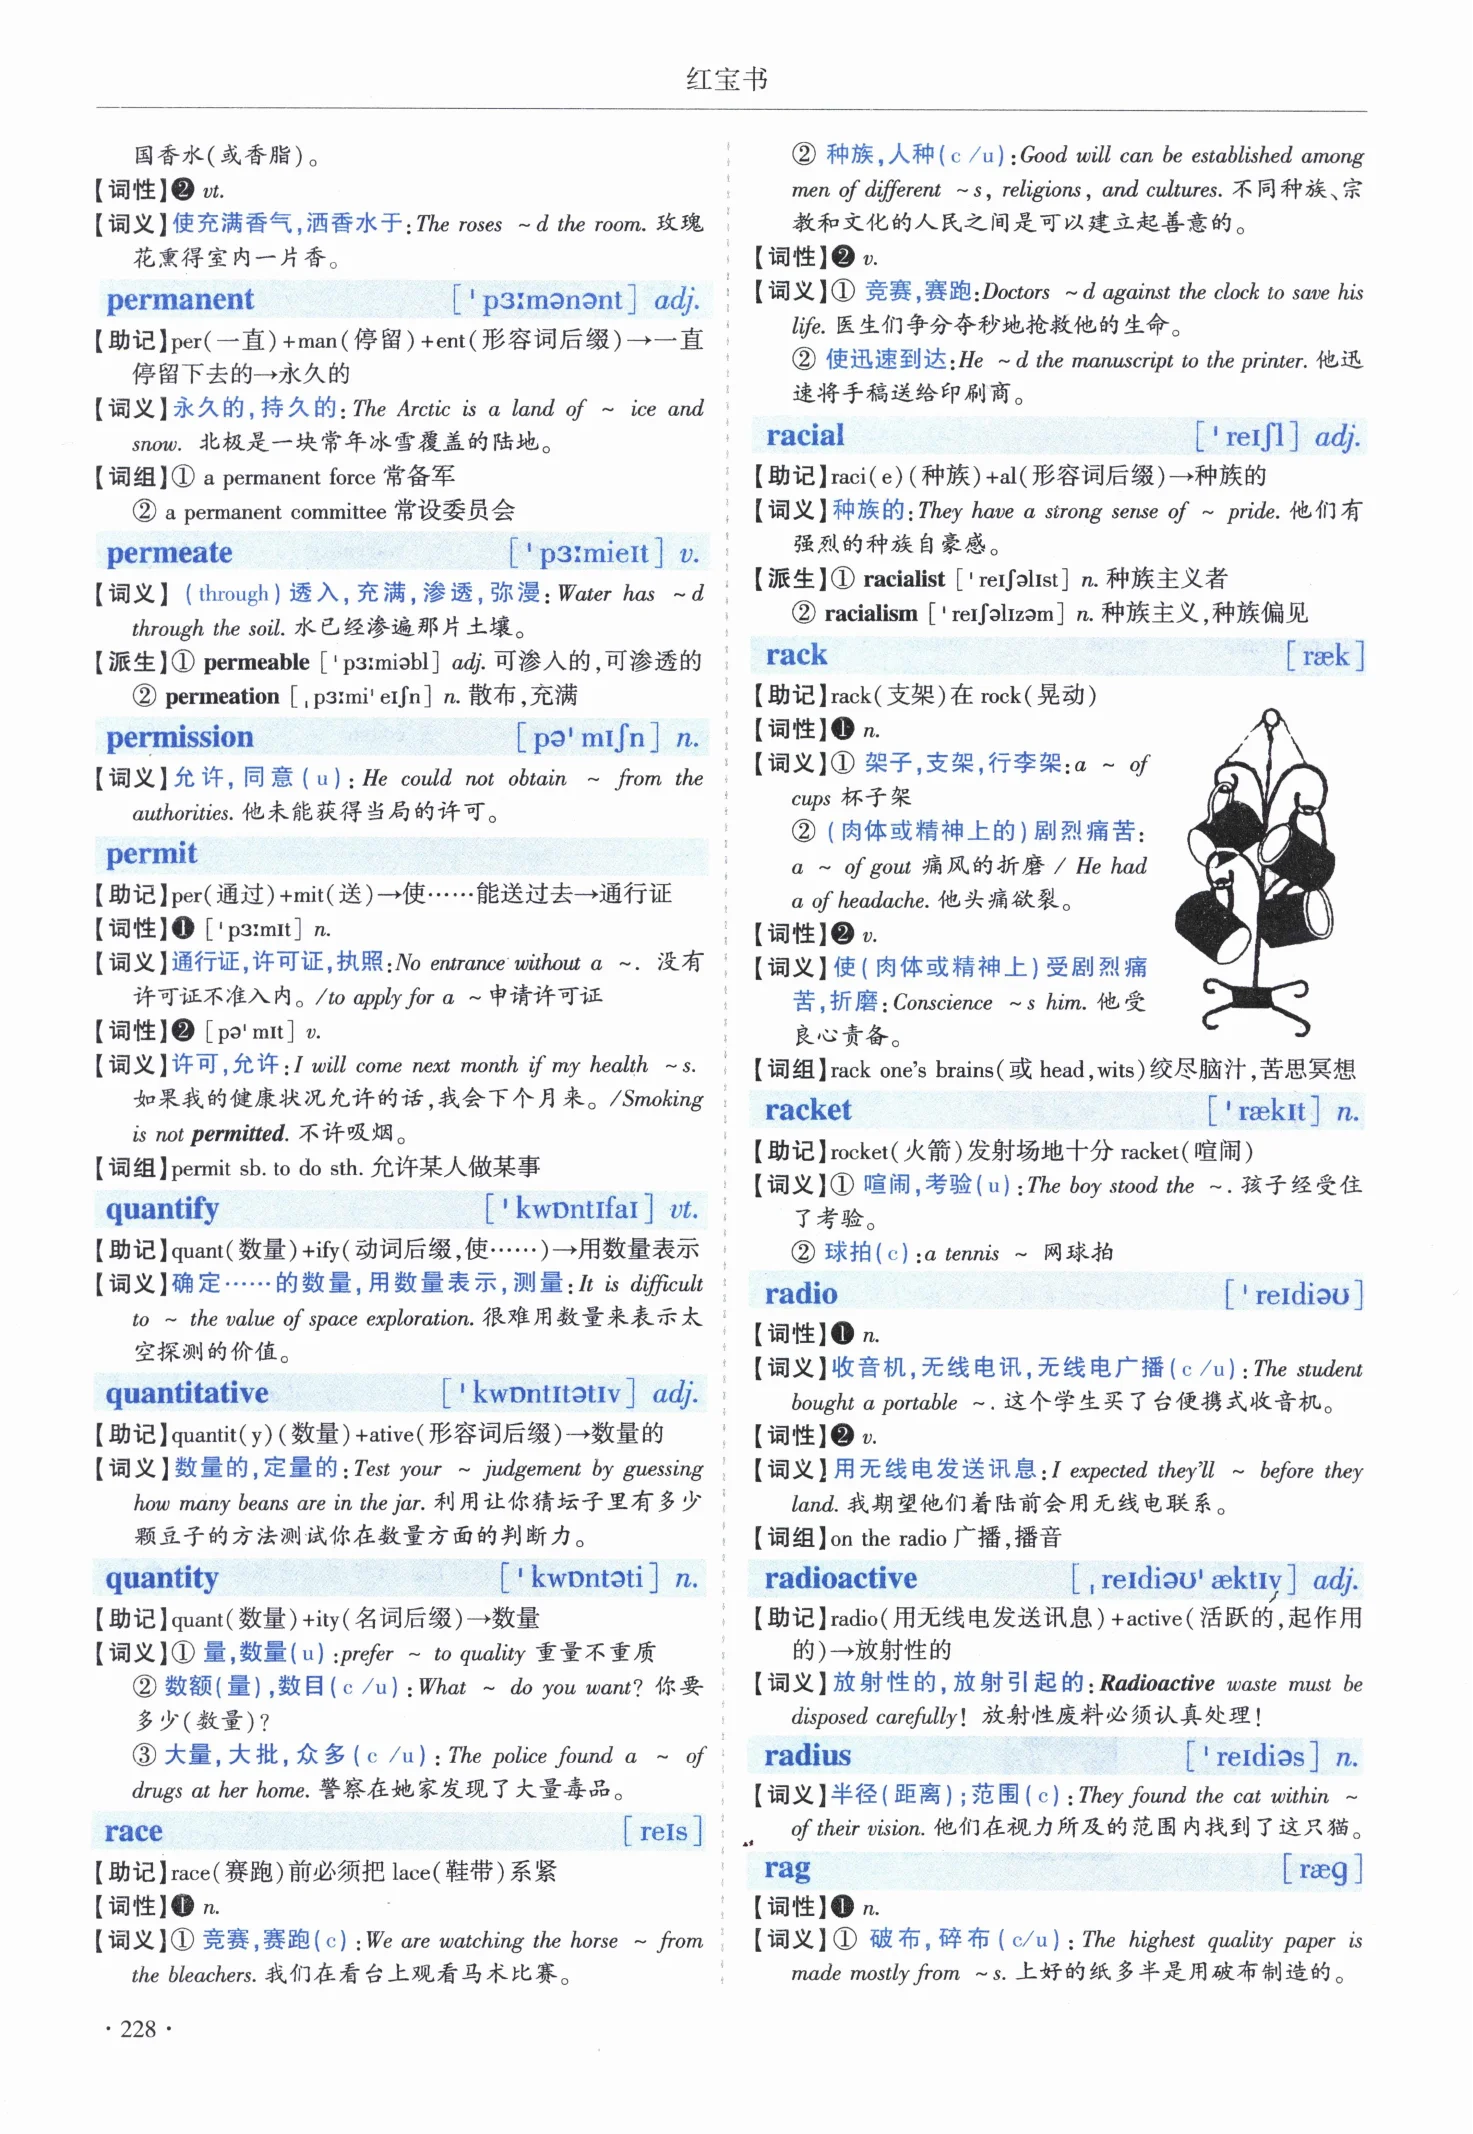 红宝书
国香水(或香脂)。
【词性】❷ vt.
【词义】使充满香气,洒香水于:The roses ~d the room. 玫瑰
花熏得室内一片香。
permanent [ˈpɜːmənənt] adj.
【助记】per(一直)+man(停留)+ent(形容词后缀)→一直
停留下去的→永久的
【词义】永久的,持久的:The Arctic is a land of ~ ice and
snow. 北极是一块常年冰雪覆盖的陆地。
【词组】① a permanent force 常备军
② a permanent committee 常设委员会
permeate [ˈpɜːmieɪt] v.
【词义】(through)透入,充满,渗透,弥漫:Water has ~d
through the soil. 水已经渗遍那片土壤。
【派生】① permeable [ˈpɜːmiəbl] adj. 可渗入的,可渗透的
② permeation [ˌpɜːmiˈeɪʃn] n. 散布,充满
permission [pəˈmɪʃn] n.
【词义】允许,同意(u):He could not obtain ~ from the
authorities. 他未能获得当局的许可。
permit
【助记】per(通过)+mit(送)→使……能送过去→通行证
【词性】❶ [ˈpɜːmɪt] n.
【词义】通行证,许可证,执照:No entrance without a ~. 没有
许可证不准入内。/to apply for a ~申请许可证
【词性】❷ [pəˈmɪt] v.
【词义】许可,允许:I will come next month if my health ~s.
如果我的健康状况允许的话,我会下个月来。/Smoking
is not permitted. 不许吸烟。
【词组】permit sb. to do sth. 允许某人做某事
quantify [ˈkwɒntɪfaɪ] vt.
【助记】quant(数量)+ify(动词后缀,使……)→用数量表示
【词义】确定……的数量,用数量表示,测量:It is difficult
to ~ the value of space exploration. 很难用数量来表示太
空探测的价值。
quantitative [ˈkwɒntɪtətɪv] adj.
【助记】quantit(y)(数量)+ative(形容词后缀)→数量的
【词义】数量的,定量的:Test your ~ judgement by guessing
how many beans are in the jar. 利用让你猜坛子里有多少
颗豆子的方法测试你在数量方面的判断力。
quantity [ˈkwɒntəti] n.
【助记】quant(数量)+ity(名词后缀)→数量
【词义】① 量,数量(u):prefer ~ to quality 重量不重质
② 数额(量),数目(c /u):What ~ do you want? 你要
多少(数量)?
③ 大量,大批,众多(c /u):The police found a ~ of
drugs at her home. 警察在她家发现了大量毒品。
race [reɪs]
【助记】race(赛跑)前必须把 lace(鞋带)系紧
【词性】❶ n.
【词义】① 竞赛,赛跑(c):We are watching the horse ~ from
the bleachers. 我们在看台上观看马术比赛。
② 种族,人种(c /u):Good will can be established among
men of different ~s, religions, and cultures. 不同种族、宗
教和文化的人民之间是可以建立起善意的。
【词性】❷ v.
【词义】① 竞赛,赛跑:Doctors ~d against the clock to save his
life. 医生们争分夺秒地抢救他的生命。
② 使迅速到达:He ~d the manuscript to the printer. 他迅
速将手稿送给印刷商。
racial [ˈreɪʃl] adj.
【助记】raci(e)(种族)+al(形容词后缀)→种族的
【词义】种族的:They have a strong sense of ~ pride. 他们有
强烈的种族自豪感。
【派生】① racialist [ˈreɪʃəlɪst] n. 种族主义者
② racialism [ˈreɪʃəlɪzəm] n. 种族主义,种族偏见
rack [ræk]
【助记】rack(支架)在 rock(晃动)
【词性】❶ n.
【词义】① 架子,支架,行李架:a ~ of
cups 杯子架
② (肉体或精神上的)剧烈痛苦:
a ~ of gout 痛风的折磨 / He had
a of headache. 他头痛欲裂。
【词性】❷ v.
【词义】使(肉体或精神上)受剧烈痛
苦,折磨:Conscience ~s him. 他受
良心责备。
【词组】rack one's brains(或 head,wits)绞尽脑汁,苦思冥想
racket [ˈrækɪt] n.
【助记】rocket(火箭)发射场地十分 racket(喧闹)
【词义】① 喧闹,考验(u):The boy stood the ~. 孩子经受住
了考验。
② 球拍(c):a tennis ~ 网球拍
radio [ˈreɪdiəʊ]
【词性】❶ n.
【词义】收音机,无线电讯,无线电广播(c /u):The student
bought a portable ~. 这个学生买了台便携式收音机。
【词性】❷ v.
【词义】用无线电发送讯息:I expected they'll ~ before they
land. 我期望他们着陆前会用无线电联系。
【词组】on the radio 广播,播音
radioactive [ˌreɪdiəʊˈæktɪv] adj.
【助记】radio(用无线电发送讯息)+active(活跃的,起作用
的)→放射性的
【词义】放射性的,放射引起的:Radioactive waste must be
disposed carefully! 放射性废料必须认真处理!
radius [ˈreɪdiəs] n.
【词义】半径(距离);范围(c):They found the cat within ~
of their vision. 他们在视力所及的范围内找到了这只猫。
rag [ræg]
【词性】❶ n.
【词义】① 破布,碎布(c/u):The highest quality paper is
made mostly from ~s. 上好的纸多半是用破布制造的。
·228·